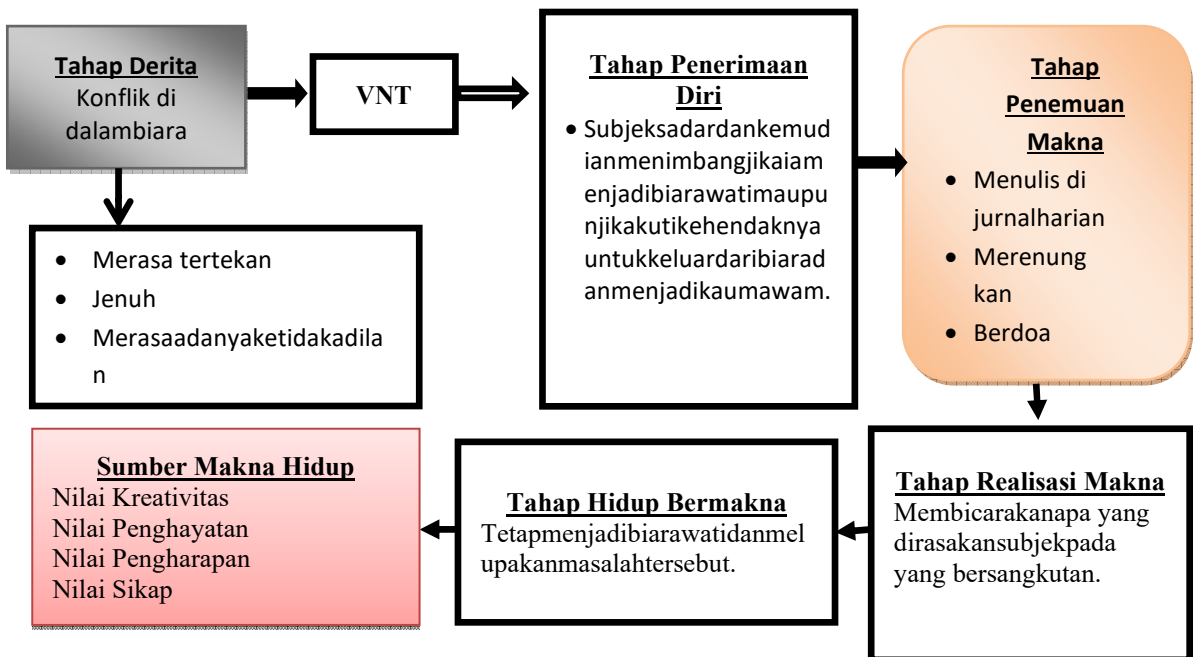 Tahap Derita
Konflik di
dalambiara
VNT
Tahap Penerimaan
Diri
• Subjeksadardankemud
ianmenimbangjikaiam
enjadibiarawatimaupu
njikakutikehendaknya
untukkeluardaribiarad
anmenjadikaumawam.
Tahap
Penemuan
Makna
• Menulis di
jurnalharian
• Merenung
kan
• Berdoa
• Merasa tertekan
• Jenuh
• Merasaadanyaketidakadila
n
Tahap Realisasi Makna
Membicarakanapa yang
dirasakansubjekpada
yang bersangkutan.
Tahap Hidup Bermakna
Tetapmenjadibiarawatidanmel
upakanmasalahtersebut.
Sumber Makna Hidup
Nilai Kreativitas
Nilai Penghayatan
Nilai Pengharapan
Nilai Sikap